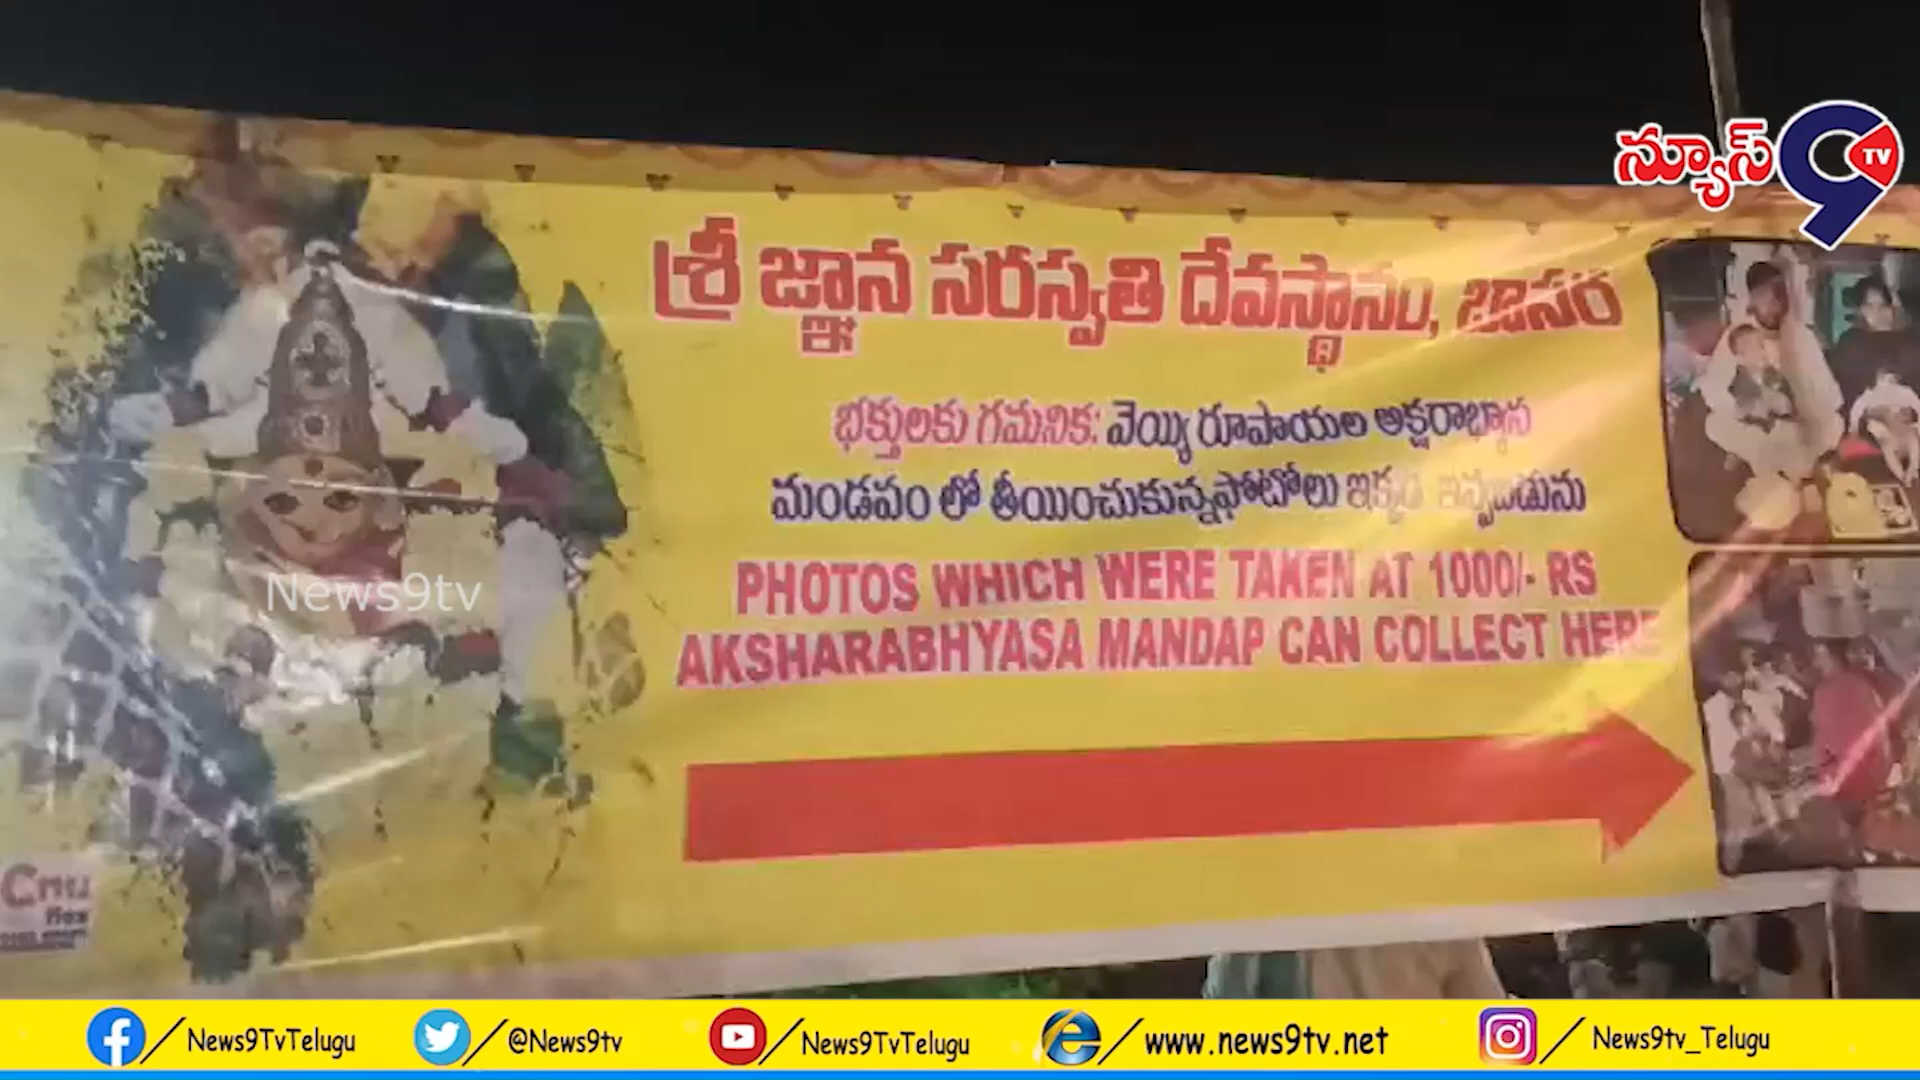 న్యూస్ 9 TV
శ్రీ జ్ఞాన సరస్వతి దేవస్థానం, బాసర
భక్తులకు గమనిక: వెయ్యి రూపాయల అక్షరాభ్యాస
మండపం లో తీయించుకున్నఫోటోలు ఇక్కడ ఇవ్వబడును
PHOTOS WHICH WERE TAKEN AT 1000/- RS
AKSHARABHYASA MANDAP CAN COLLECT HERE
News9tv
News9TvTelugu
@News9tv
News9TvTelugu
www.news9tv.net
News9tv_Telugu